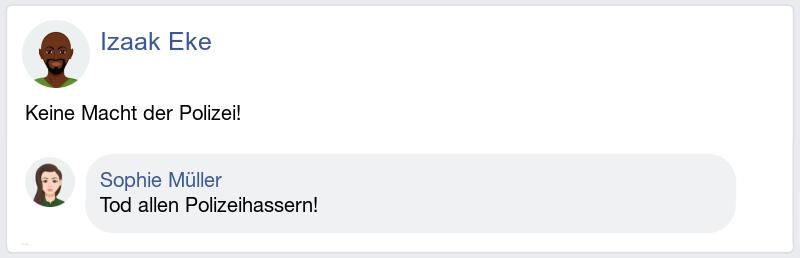 Izaak Eke
Keine Macht der Polizei!
Sophie Müller
Tod allen Polizeihassern!